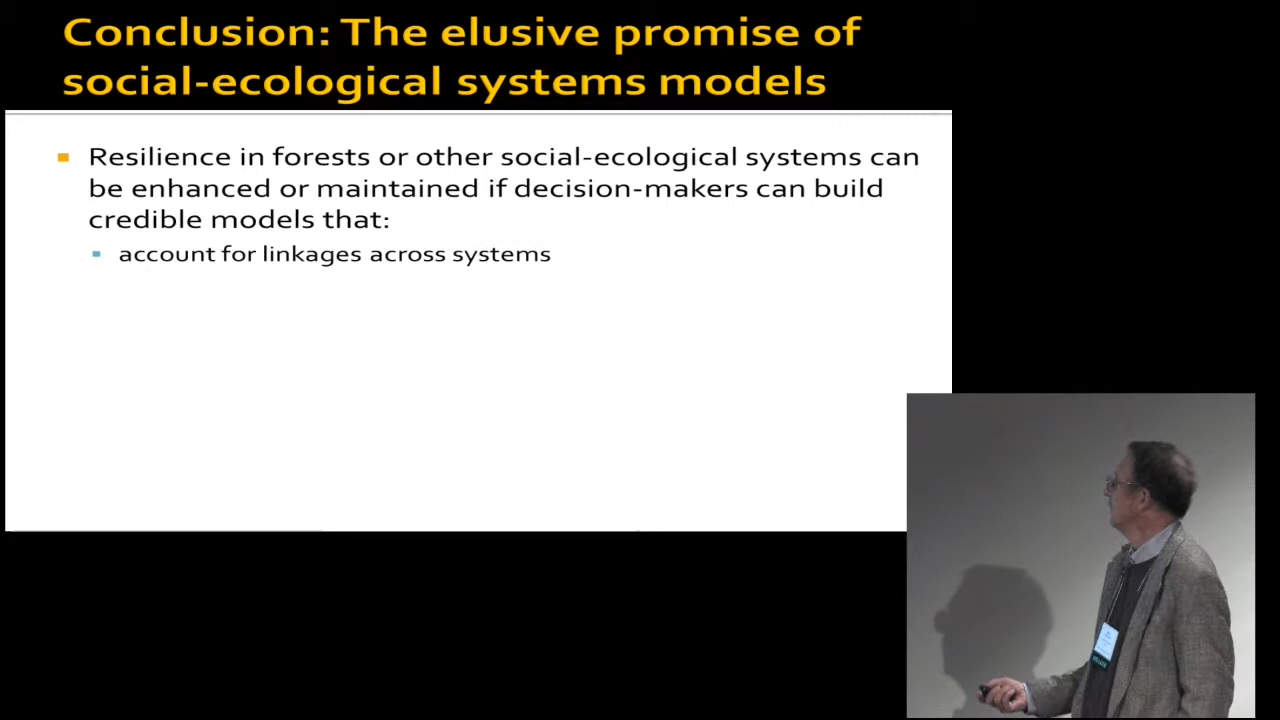 Conclusion: The elusive promise of
social-ecological systems models
Resilience in forests or other social-ecological systems can
be enhanced or maintained if decision-makers can build
credible models that:
account for linkages across systems